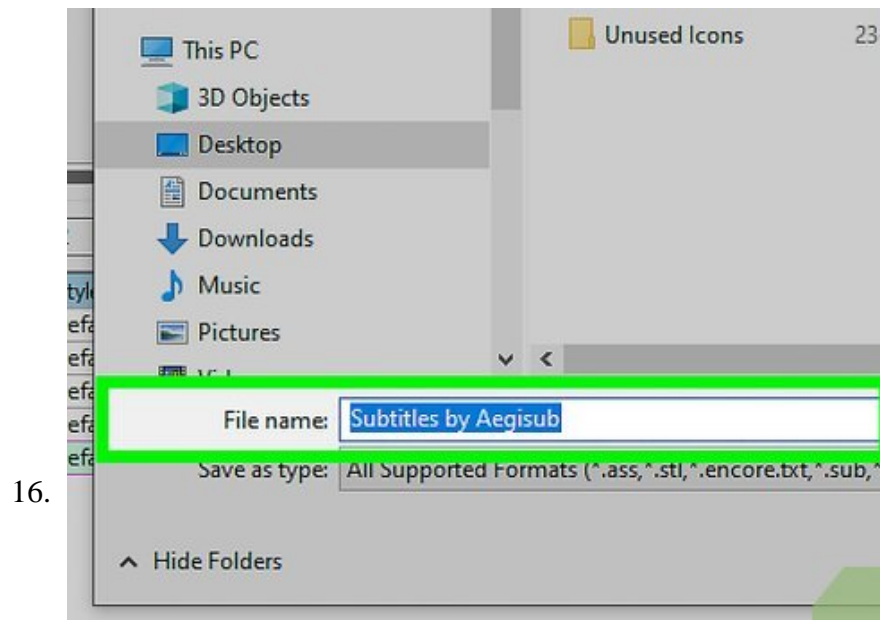 This PC
Unused Icons 23
3D Objects
Desktop
Documents
Downloads
Music
Pictures
File name: Subtitles by Aegisub
Save as type: All Supported Formats (*.ass,*.stl,*.encore.txt,*.sub,*
16.
Hide Folders